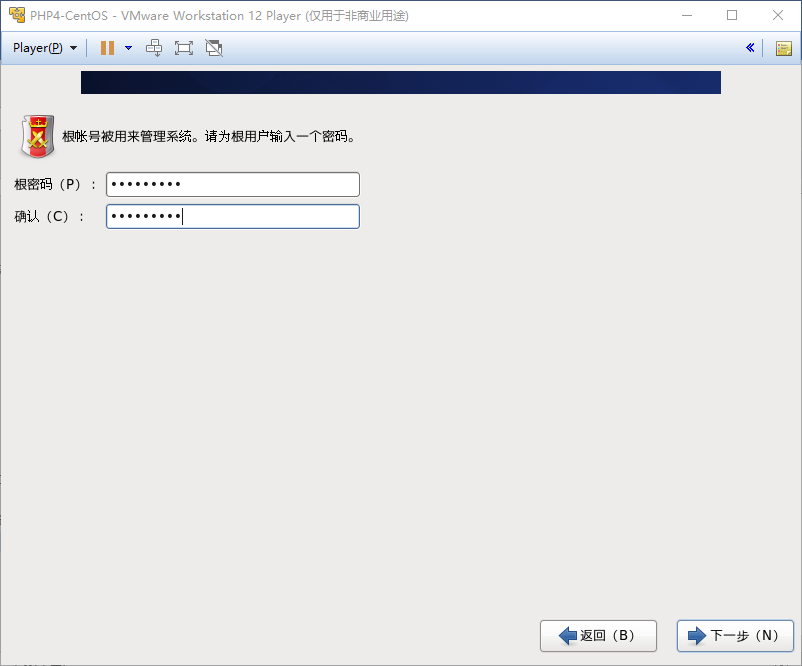 PHP4-CentOS - VMware Workstation 12 Player (仅用于非商业用途)
Player(P)
根帐号被用来管理系统。请为根用户输入一个密码。
根密码（P）：•••••••••
确认（C）：•••••••••
返回（B） 下一步（N）